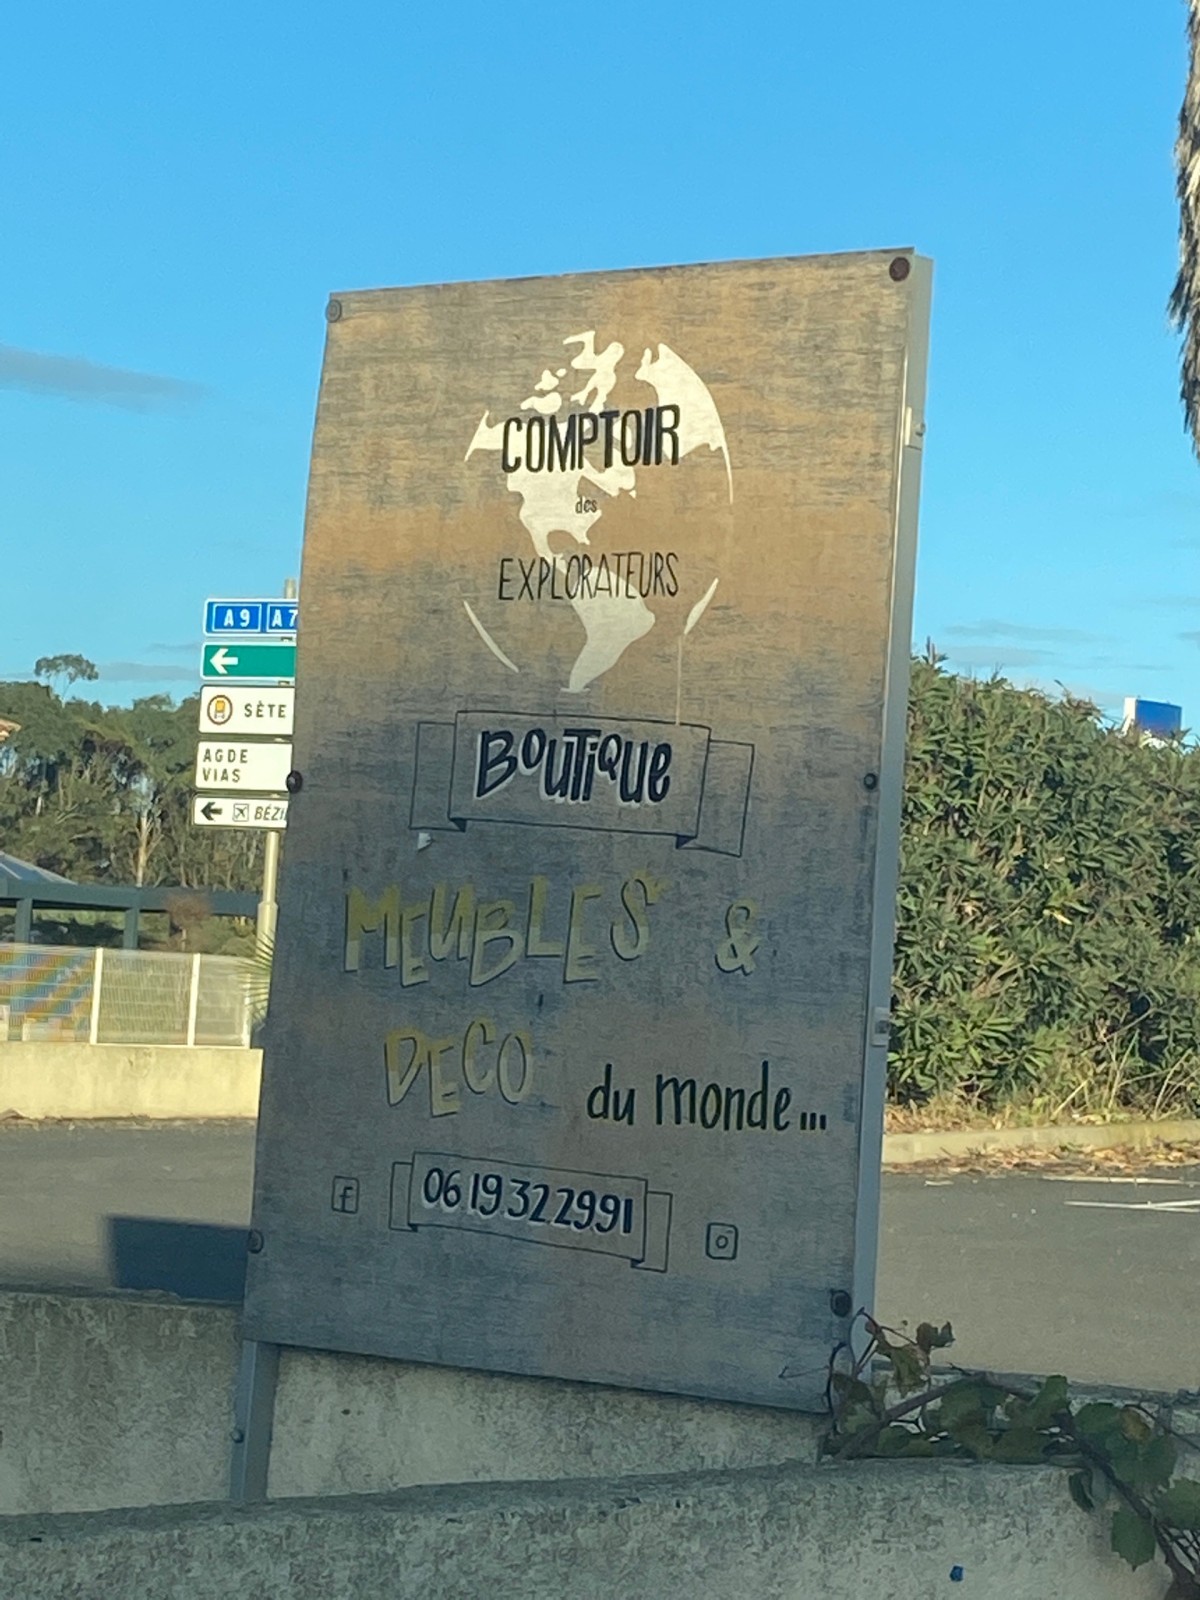 COMPTOIR
des
EXPLORATEURS
BOUTIQUE
MEUBLES &
DECO du monde...
06 19 32 29 91
A9 A7
SÈTE
AGDE
VIAS